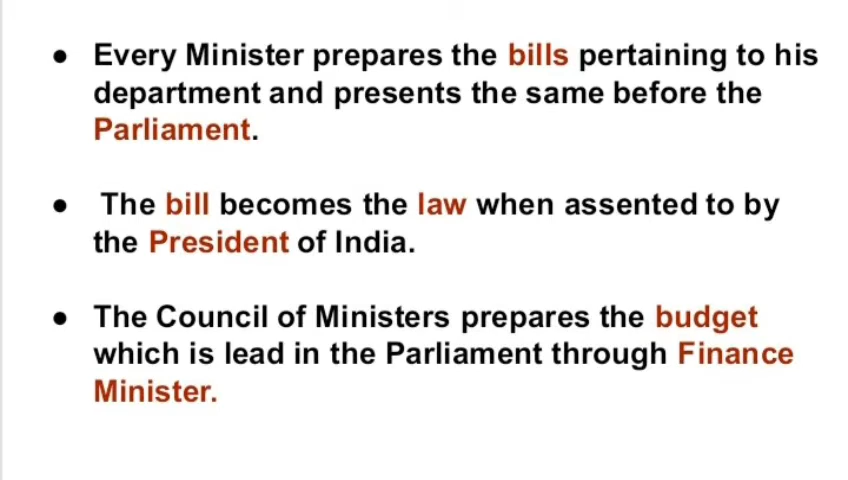 ● Every Minister prepares the bills pertaining to his
department and presents the same before the
Parliament.
● The bill becomes the law when assented to by
the President of India.
● The Council of Ministers prepares the budget
which is lead in the Parliament through Finance
Minister.